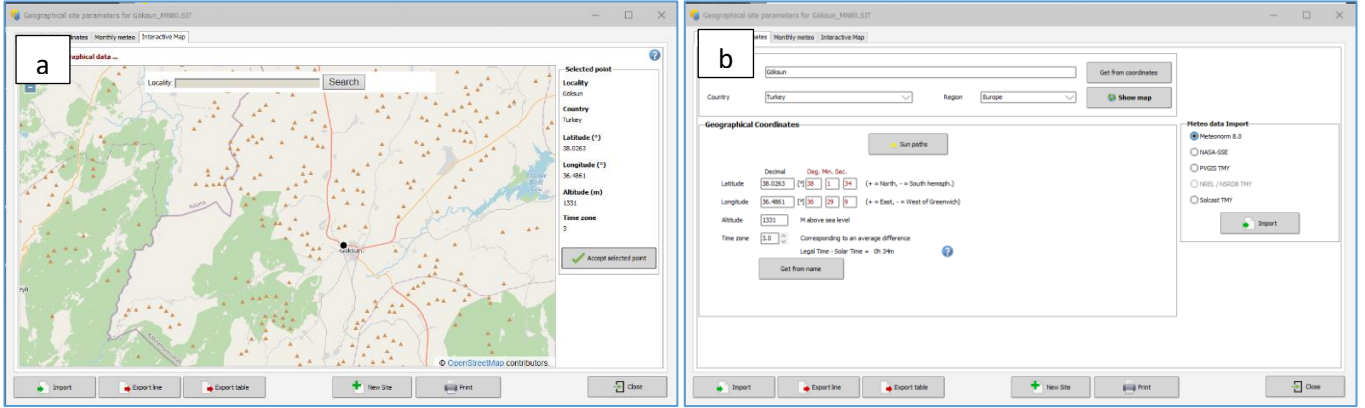 Geographical site parameters for Göksun_MN80.SIT
dinates Monthly meteo Interactive Map
a
aphical data ...
?
Locality: Search
Selected point
Locality
Göksun
Country
Turkey
Latitude (°)
38.0263
Longitude (°)
36.4861
Altitude (m)
1331
Time zone
3
Accept selected point
Adana
Göksun
Kahramanmaraş
© OpenStreetMap contributors.
Import Export line Export table New Site Print Close
Geographical site parameters for Göksun_MN80.SIT
ates Monthly meteo Interactive Map
b
Göksun Get from coordinates
Country Turkey Region Europe Show map
Geographical Coordinates
Sun paths
Decimal Deg. Min. Sec.
Latitude 38.0263 [°] 38 1 34 (+ = North, - = South hemisph.)
Longitude 36.4861 [°] 36 29 9 (+ = East, - = West of Greenwich)
Altitude 1331 M above sea level
Time zone 3.0 Corresponding to an average difference
Legal Time - Solar Time = 0h 34m ?
Get from name
Meteo data Import
Meteonorm 8.0
NASA-SSE
PVGIS TMY
NREL / NSRDB TMY
Solcast TMY
Import
Import Export line Export table New Site Print Close